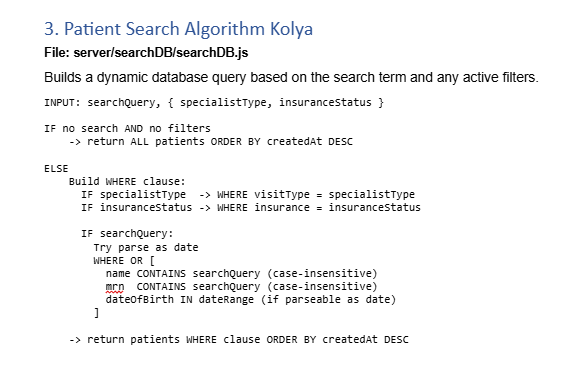 3. Patient Search Algorithm Kolya
File: server/searchDB/searchDB.js
Builds a dynamic database query based on the search term and any active filters.
INPUT: searchQuery, { specialistType, insuranceStatus }
IF no search AND no filters
-> return ALL patients ORDER BY createdAt DESC
ELSE
Build WHERE clause:
IF specialistType -> WHERE visitType = specialistType
IF insuranceStatus -> WHERE insurance = insuranceStatus
IF searchQuery:
Try parse as date
WHERE OR [
name CONTAINS searchQuery (case-insensitive)
mrn CONTAINS searchQuery (case-insensitive)
dateOfBirth IN dateRange (if parseable as date)
]
-> return patients WHERE clause ORDER BY createdAt DESC